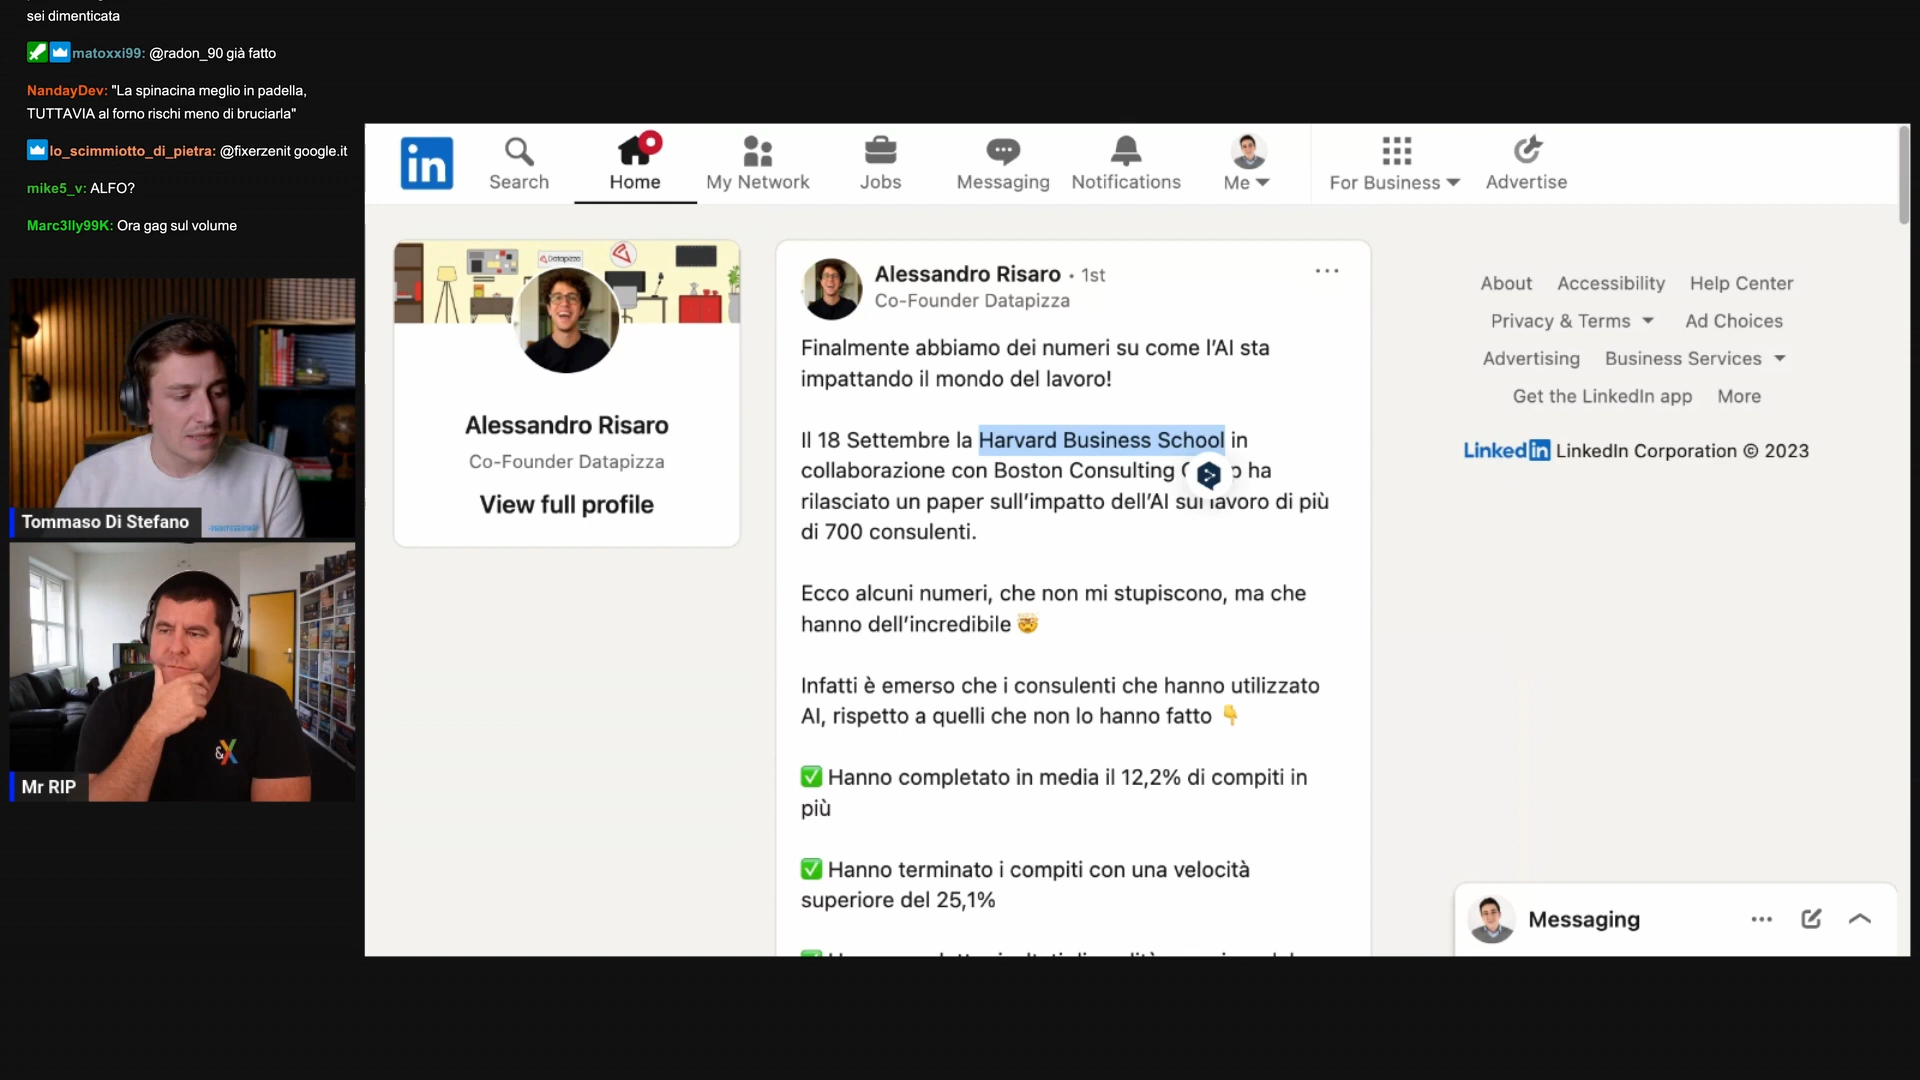 sei dimenticata
matoxxi99: @radon_90 già fatto
NandayDev: "La spinacina meglio in padella,
TUTTAVIA al forno rischi meno di bruciarla"
lo_scimmiotto_di_pietra: @fixerzenit google.it
mike5_v: ALFO?
Marc3lly99K: Ora gag sul volume
Tommaso Di Stefano
Mr RIP
&X
in
Search
Home
My Network
Jobs
Messaging
Notifications
Me
For Business
Advertise
Datapizza
Alessandro Risaro
Co-Founder Datapizza
View full profile
Alessandro Risaro • 1st
Co-Founder Datapizza
Finalmente abbiamo dei numeri su come l'AI sta
impattando il mondo del lavoro!
Il 18 Settembre la Harvard Business School in
collaborazione con Boston Consulting ha
rilasciato un paper sull'impatto dell'AI sul lavoro di più
di 700 consulenti.
Ecco alcuni numeri, che non mi stupiscono, ma che
hanno dell'incredibile 🤯
Infatti è emerso che i consulenti che hanno utilizzato
AI, rispetto a quelli che non lo hanno fatto 👇
✅ Hanno completato in media il 12,2% di compiti in
più
✅ Hanno terminato i compiti con una velocità
superiore del 25,1%
About Accessibility Help Center
Privacy & Terms Ad Choices
Advertising Business Services
Get the LinkedIn app More
LinkedIn LinkedIn Corporation © 2023
Messaging